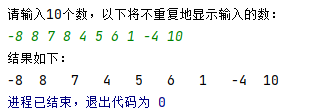 请输入10个数，以下将不重复地显示输入的数：
-8 8 7 8 4 5 6 1 -4 10
结果如下：
-8 8 7 4 5 6 1 -4 10
进程已结束，退出代码为 0